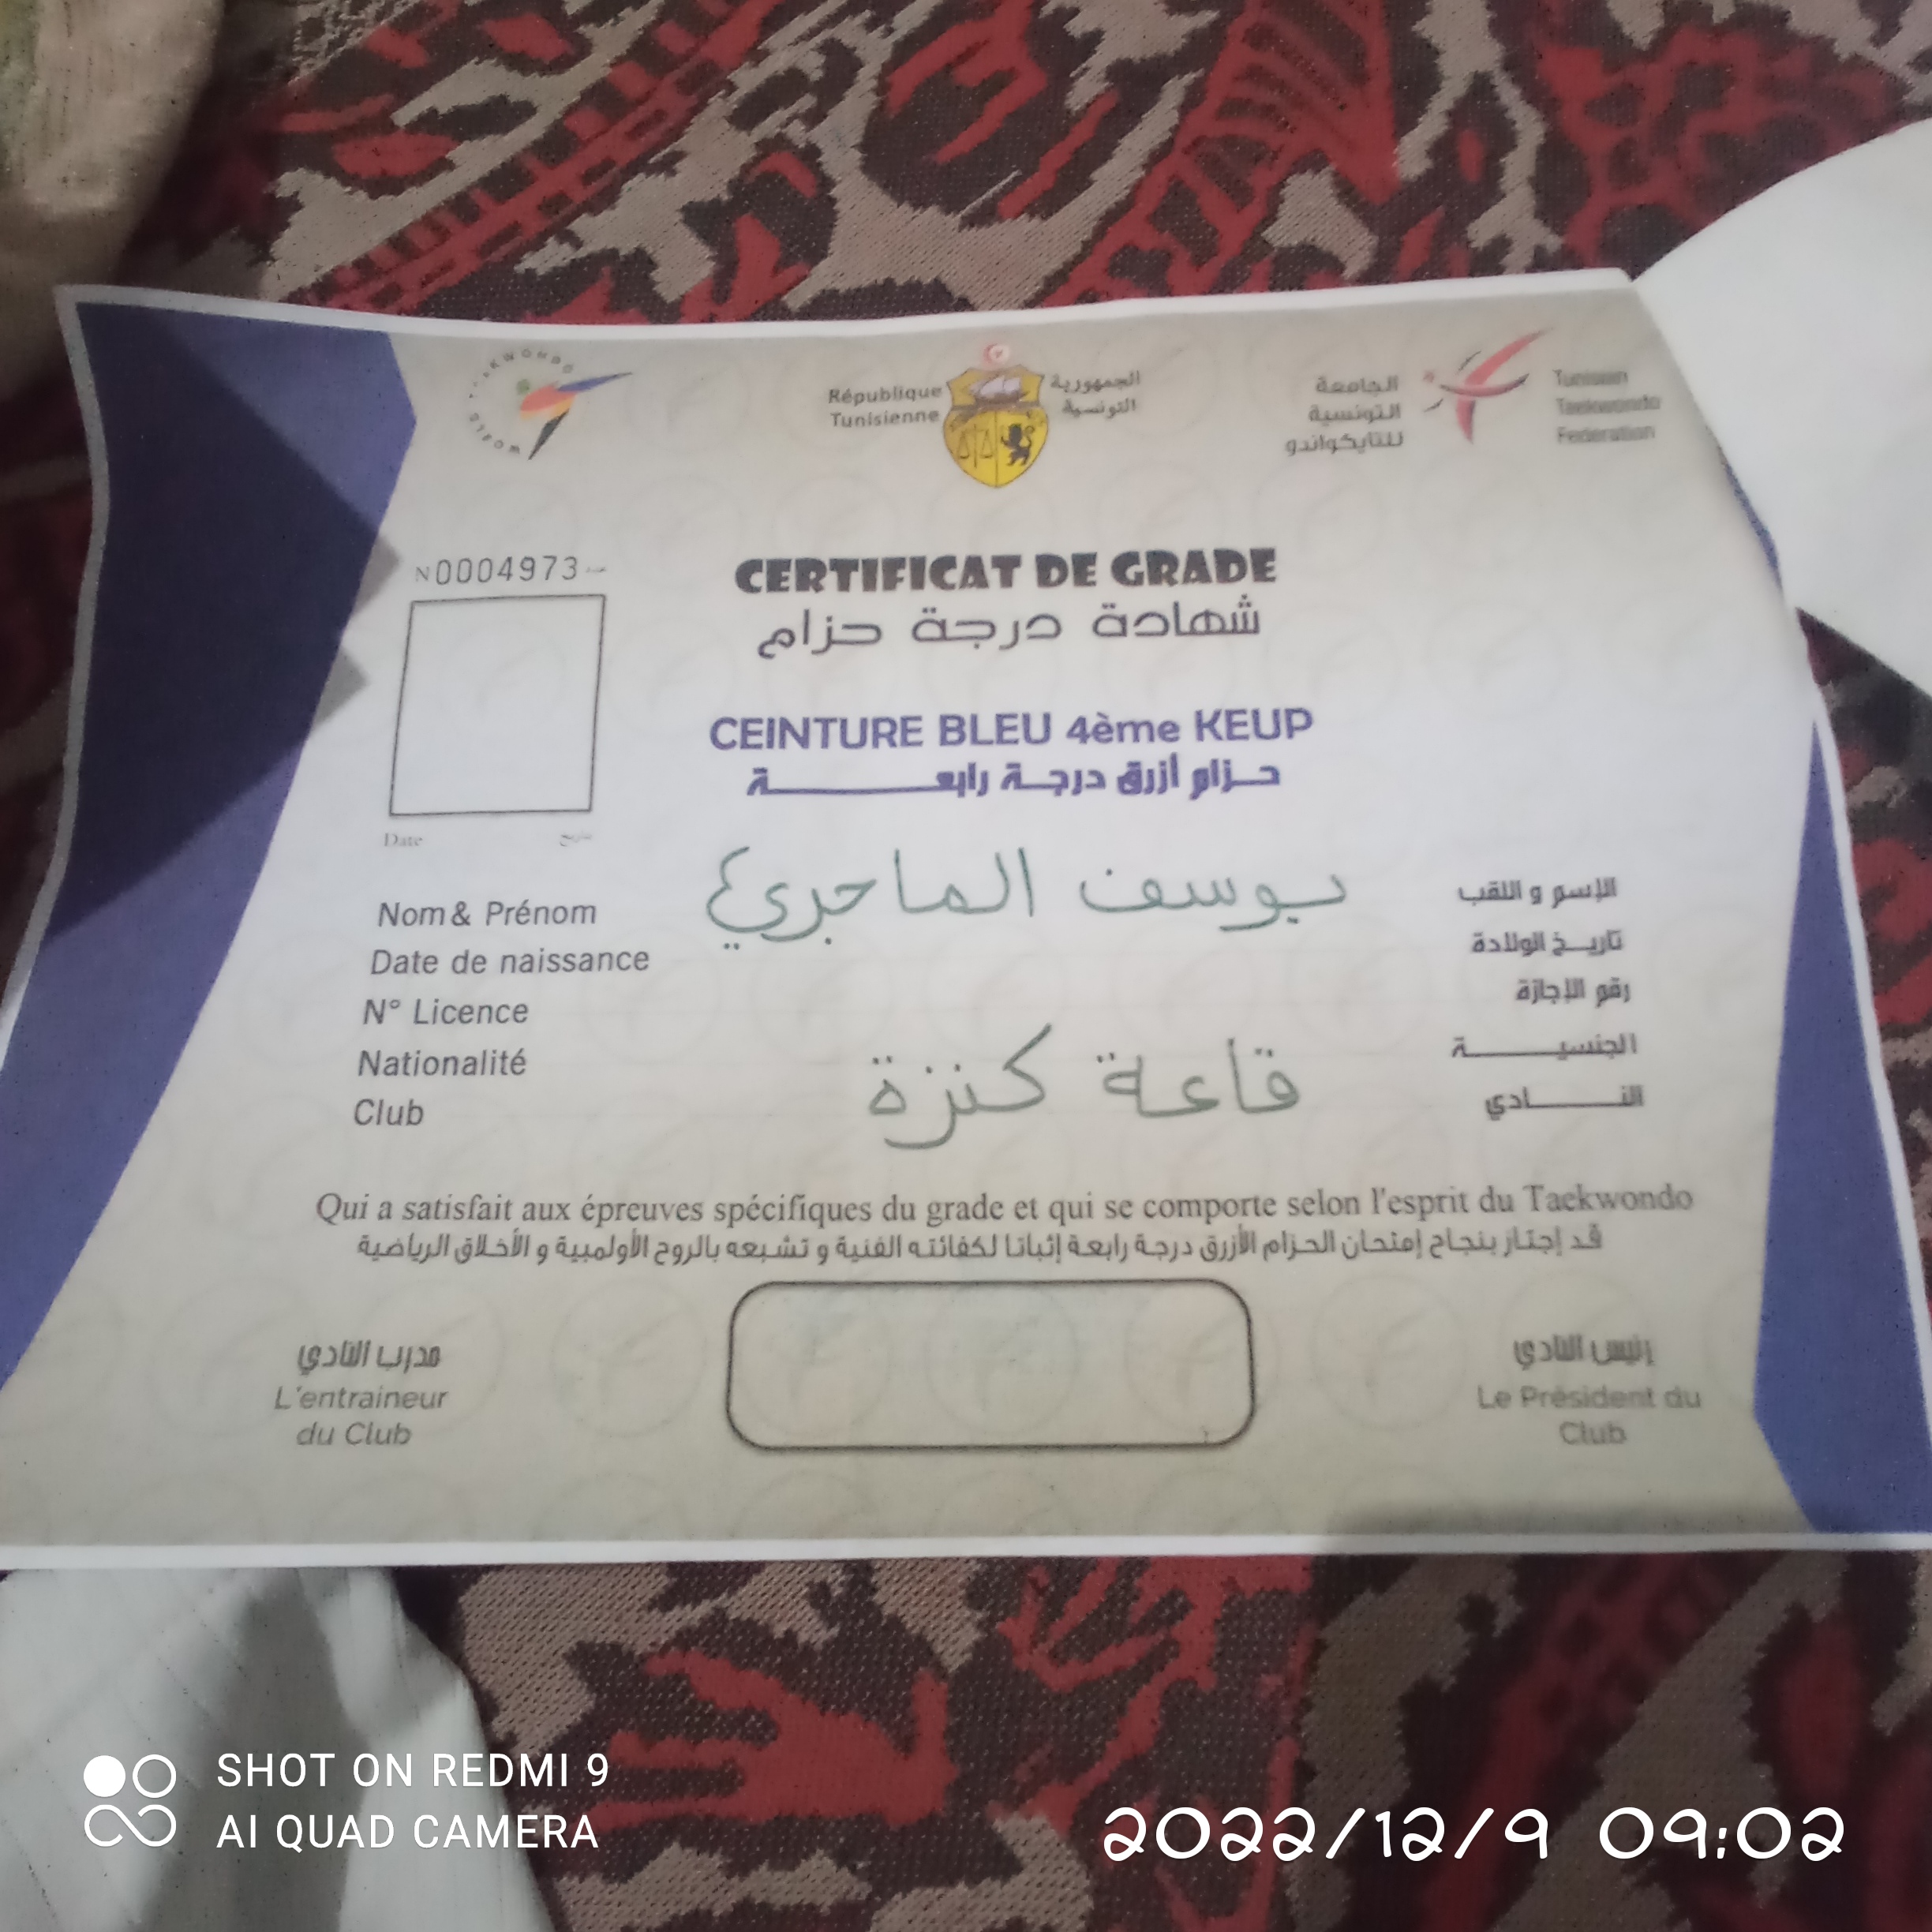 WORLD TAEKWONDO
République
Tunisienne
الجمهورية
التونسية
الجامعة
التونسية
للتايكواندو
Tunisian
Taekwondo
Federation
N0004973
CERTIFICAT DE GRADE
شهادة درجة حزام
CEINTURE BLEU 4ème KEUP
حزام أزرق درجة رابعة
Date
Nom & Prénom يوسف الماجري الإسم و اللقب
Date de naissance تاريخ الولادة
N° Licence رقم الإجازة
Nationalité الجنسية
Club قاعة كنزة النادي
Qui a satisfait aux épreuves spécifiques du grade et qui se comporte selon l'esprit du Taekwondo
قد إجتاز بنجاح إمتحان الحزام الأزرق درجة رابعة إثباتا لكفائته الفنية و تشبعه بالروح الأولمبية و الأخلاق الرياضية
مدرب النادي
L'entraineur
du Club
رئيس النادي
Le Président du
Club
SHOT ON REDMI 9
AI QUAD CAMERA
2022/12/9 09:02